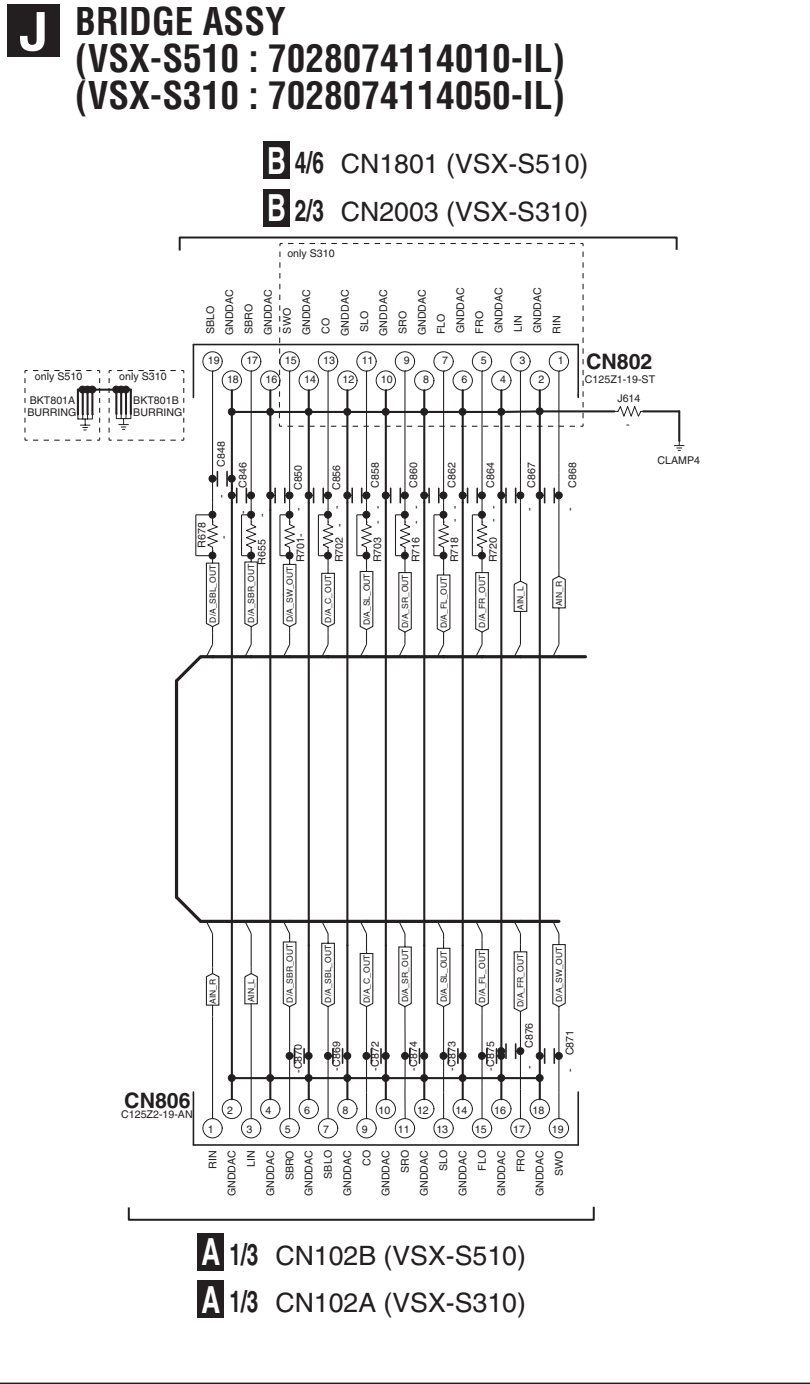 J BRIDGE ASSY
(VSX-S510 : 7028074114010-IL)
(VSX-S310 : 7028074114050-IL)
B 4/6 CN1801 (VSX-S510)
B 2/3 CN2003 (VSX-S310)
only S310
SBLO GNDDAC SBRO GNDDAC SWO GNDDAC CO GNDDAC SLO GNDDAC SRO GNDDAC FLO GNDDAC FRO GNDDAC LIN GNDDAC RIN
19 17 15 13 11 9 7 5 3 1
18 16 14 12 10 8 6 4 2
CN802
C125Z1-19-ST
only S510 only S310
BKT801A BKT801B
BURRING BURRING
J614
-
CLAMP4
C848 C846 C850 C856 C858 C860 C862 C864 C867 C868
- - - - - - - - - -
R678 R655 R701 R702 R703 R716 R718 R720
- - - - - - - -
D/A_SBL_OUT D/A_SBR_OUT D/A_SW_OUT D/A_C_OUT D/A_SL_OUT D/A_SR_OUT D/A_FL_OUT D/A_FR_OUT AIN_L AIN_R
AIN_R AIN_L D/A_SBR_OUT D/A_SBL_OUT D/A_C_OUT D/A_SR_OUT D/A_SL_OUT D/A_FL_OUT D/A_FR_OUT D/A_SW_OUT
C870 C869 C872 C874 C873 C875 C876 C871
- - - - - - - -
CN806
C125Z2-19-AN
2 4 6 8 10 12 14 16 18
1 3 5 7 9 11 13 15 17 19
RIN GNDDAC LIN GNDDAC SBRO GNDDAC SBLO GNDDAC CO GNDDAC SRO GNDDAC SLO GNDDAC FLO GNDDAC FRO GNDDAC SWO
A 1/3 CN102B (VSX-S510)
A 1/3 CN102A (VSX-S310)